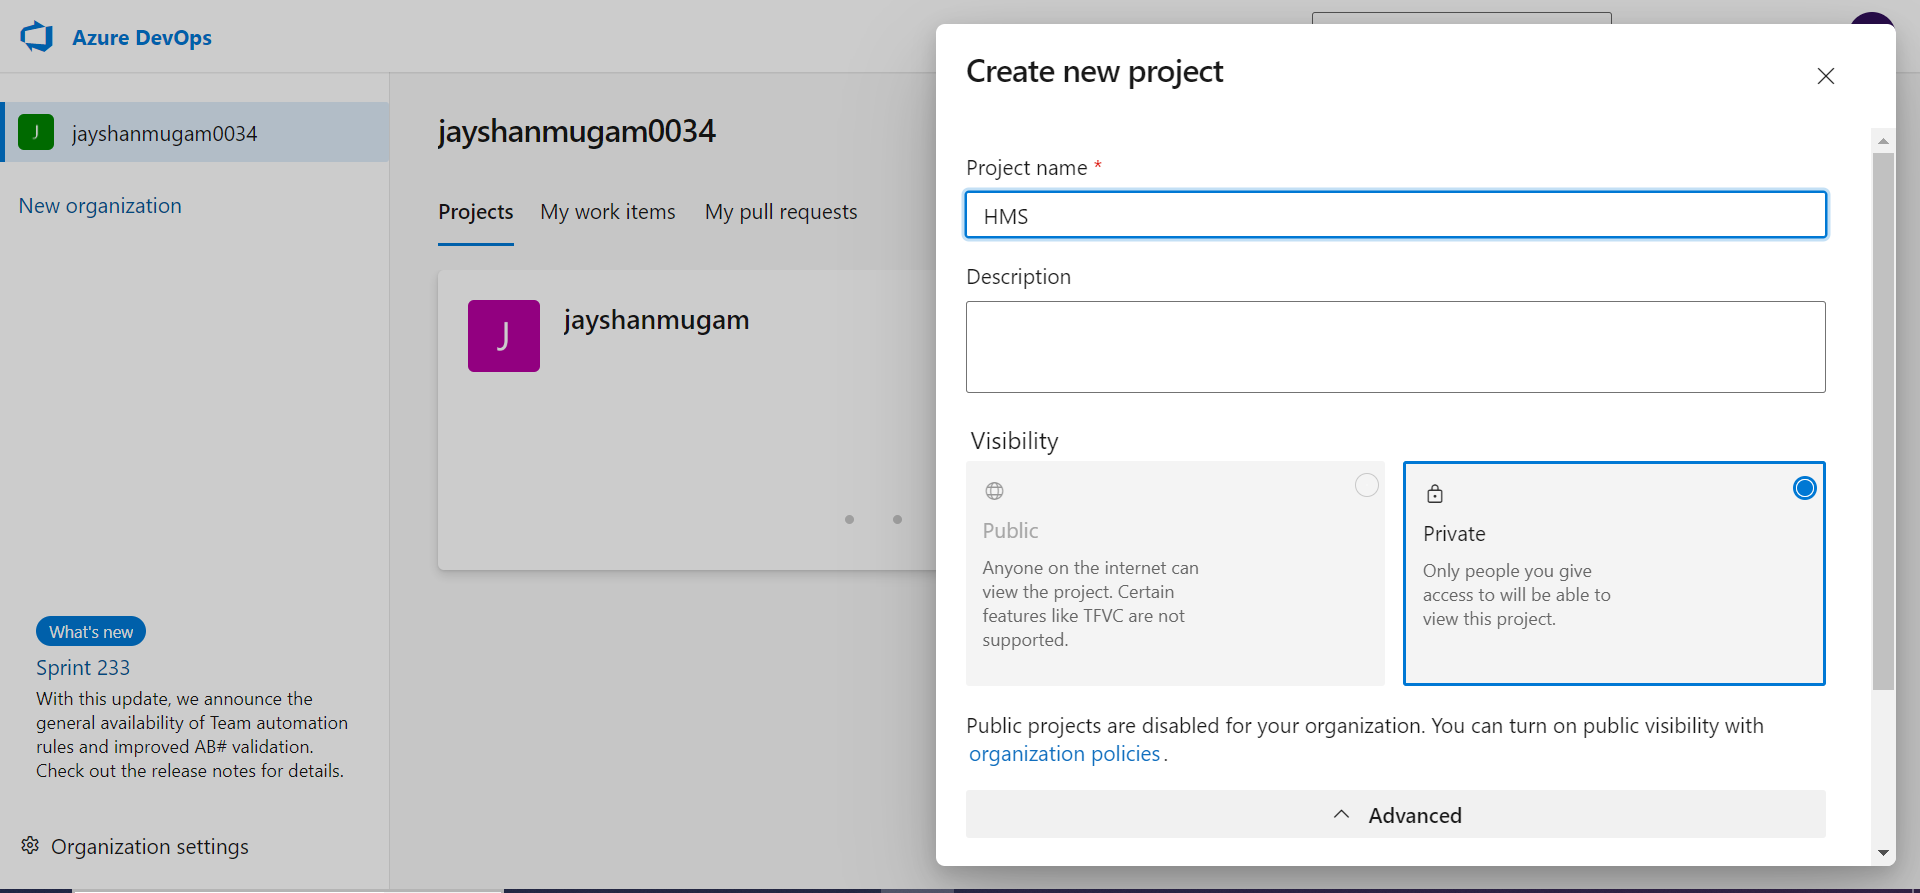 Azure DevOps
J
jayshanmugam0034
New organization
What's new
Sprint 233
With this update, we announce the
general availability of Team automation
rules and improved AB# validation.
Check out the release notes for details.
Organization settings
jayshanmugam0034
Projects
My work items
My pull requests
J
jayshanmugam
Create new project
Project name *
HMS
Description
Visibility
Public
Anyone on the internet can
view the project. Certain
features like TFVC are not
supported.
Private
Only people you give
access to will be able to
view this project.
Public projects are disabled for your organization. You can turn on public visibility with
organization policies.
Advanced